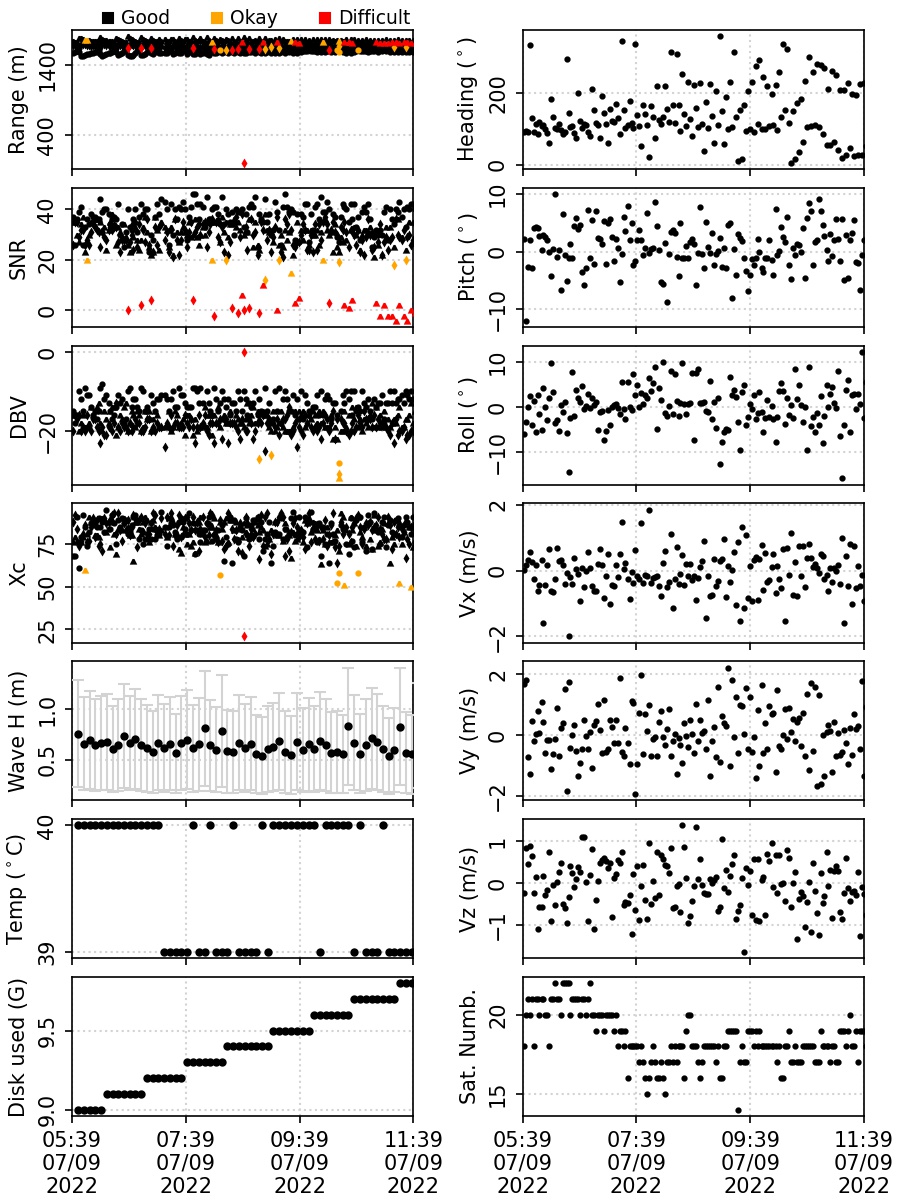 Good Okay Difficult
Range (m)
1400
400
Heading (°)
200
0
SNR
40
20
0
Pitch (°)
10
0
−10
DBV
0
−20
Roll (°)
10
0
−10
Xc
75
50
25
Vx (m/s)
2
0
−2
Wave H (m)
1.0
0.5
Vy (m/s)
2
0
−2
Temp (°C)
40
39
Vz (m/s)
1
0
−1
Disk used (G)
9.5
9.0
Sat. Numb.
20
15
05:39 07:39 09:39 11:39
07/09 07/09 07/09 07/09
2022 2022 2022 2022
05:39 07:39 09:39 11:39
07/09 07/09 07/09 07/09
2022 2022 2022 2022